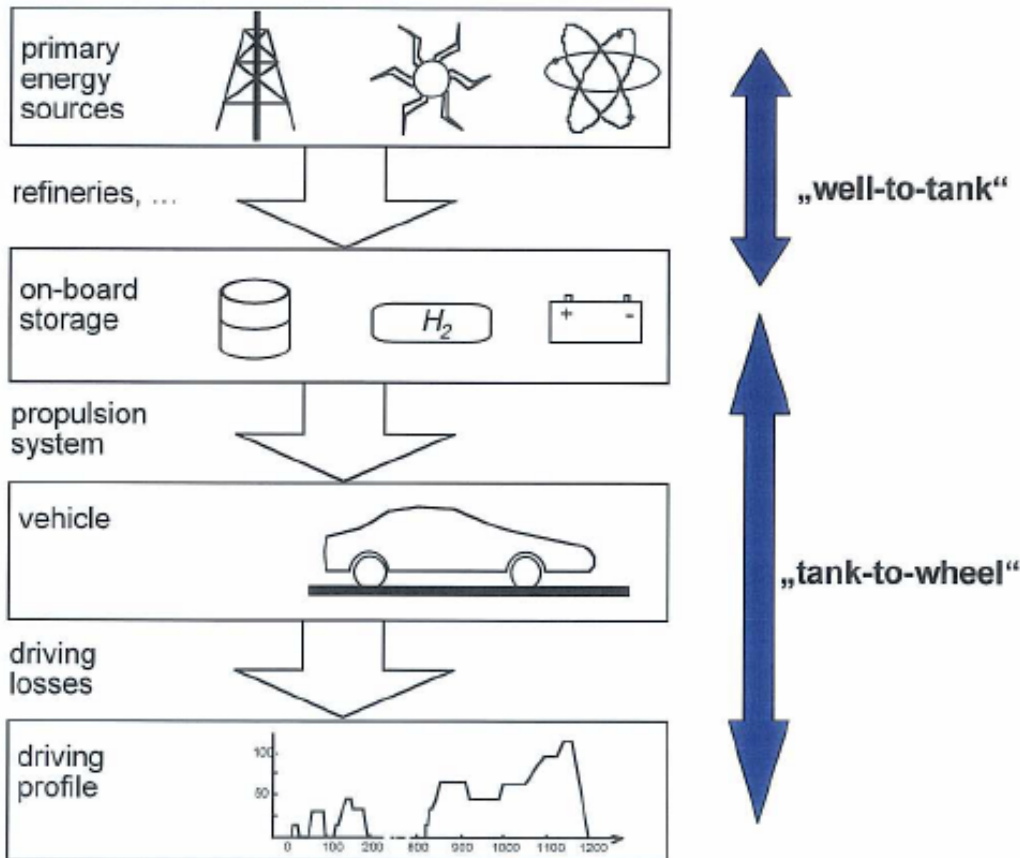 primary
energy
sources
refineries, ...
„well-to-tank“
on-board
storage
H2
+ -
propulsion
system
vehicle
„tank-to-wheel“
driving
losses
driving
profile
100
50
0 100 200 800 900 1000 1100 1200